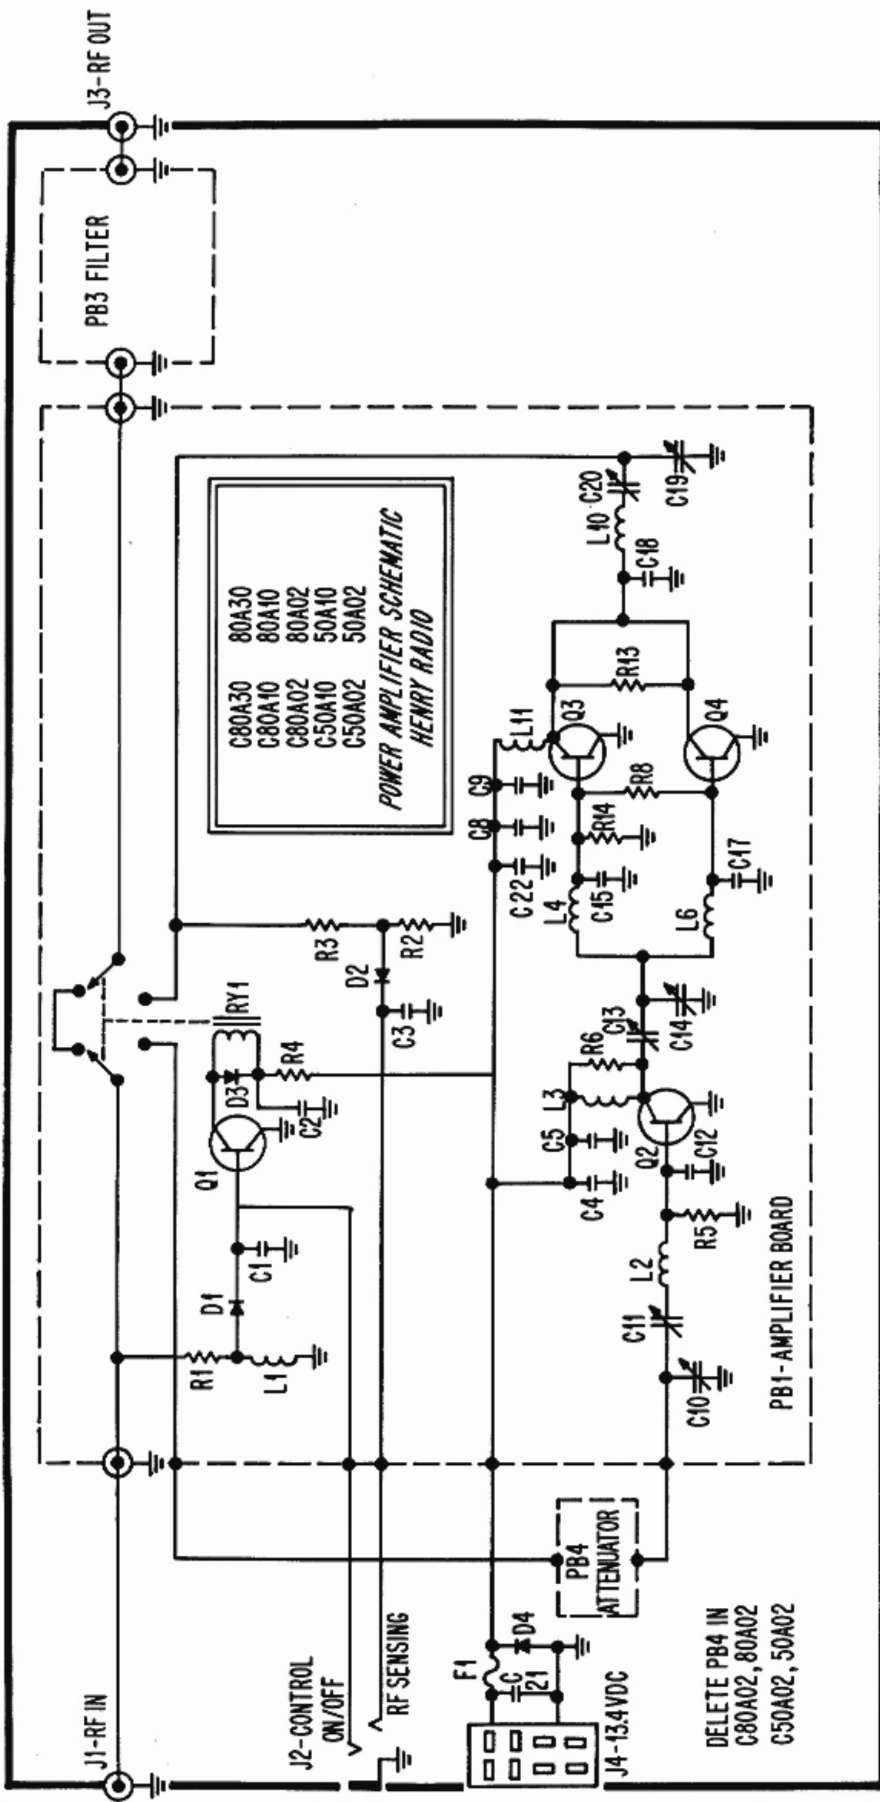 J1-RF IN
J3-RF OUT
PB3 FILTER
C80A30 80A30
C80A10 80A10
C80A02 80A02
C50A10 50A10
C50A02 50A02
POWER AMPLIFIER SCHEMATIC
HENRY RADIO
RY1
R1
L1
D1
C1
Q1
D3
C2
R4
R3
R2
D2
C3
J2-CONTROL
ON/OFF
RF SENSING
F1
C
21
D4
J4-13.4VDC
PB4
ATTENUATOR
DELETE PB4 IN
C80A02, 80A02
C50A02, 50A02
C10
C11
L2
R5
C12
Q2
C4
C5
L3
R6
C13
C14
L4
L6
C15
C17
R14
R8
C22
C8
C9
L11
Q3
Q4
R13
C18
L10
C20
C19
PB1-AMPLIFIER BOARD